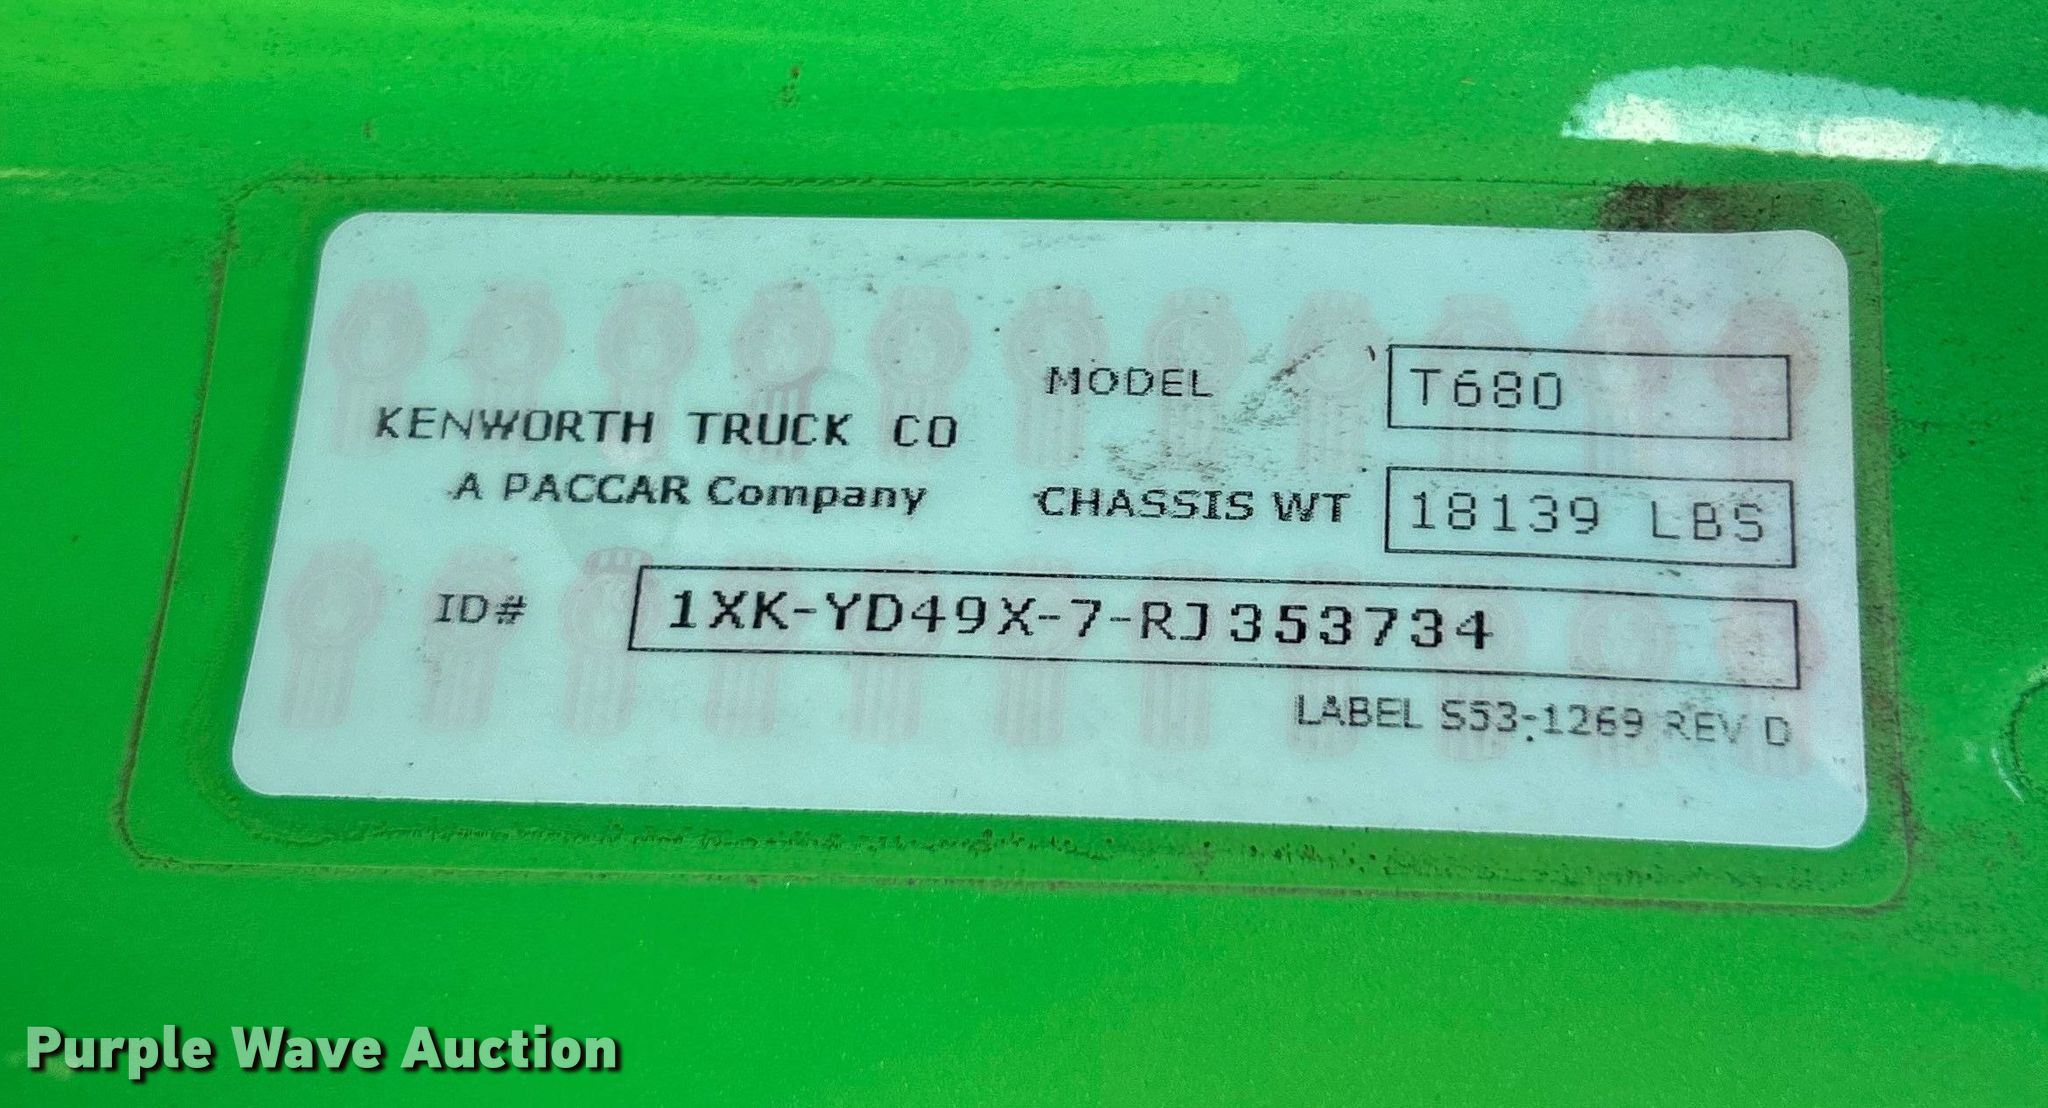 KENWORTH TRUCK CO
A PACCAR Company
MODEL T680
CHASSIS WT 18139 LBS
ID# 1XK-YD49X-7-RJ353734
LABEL S53-1269 REV D
Purple Wave Auction